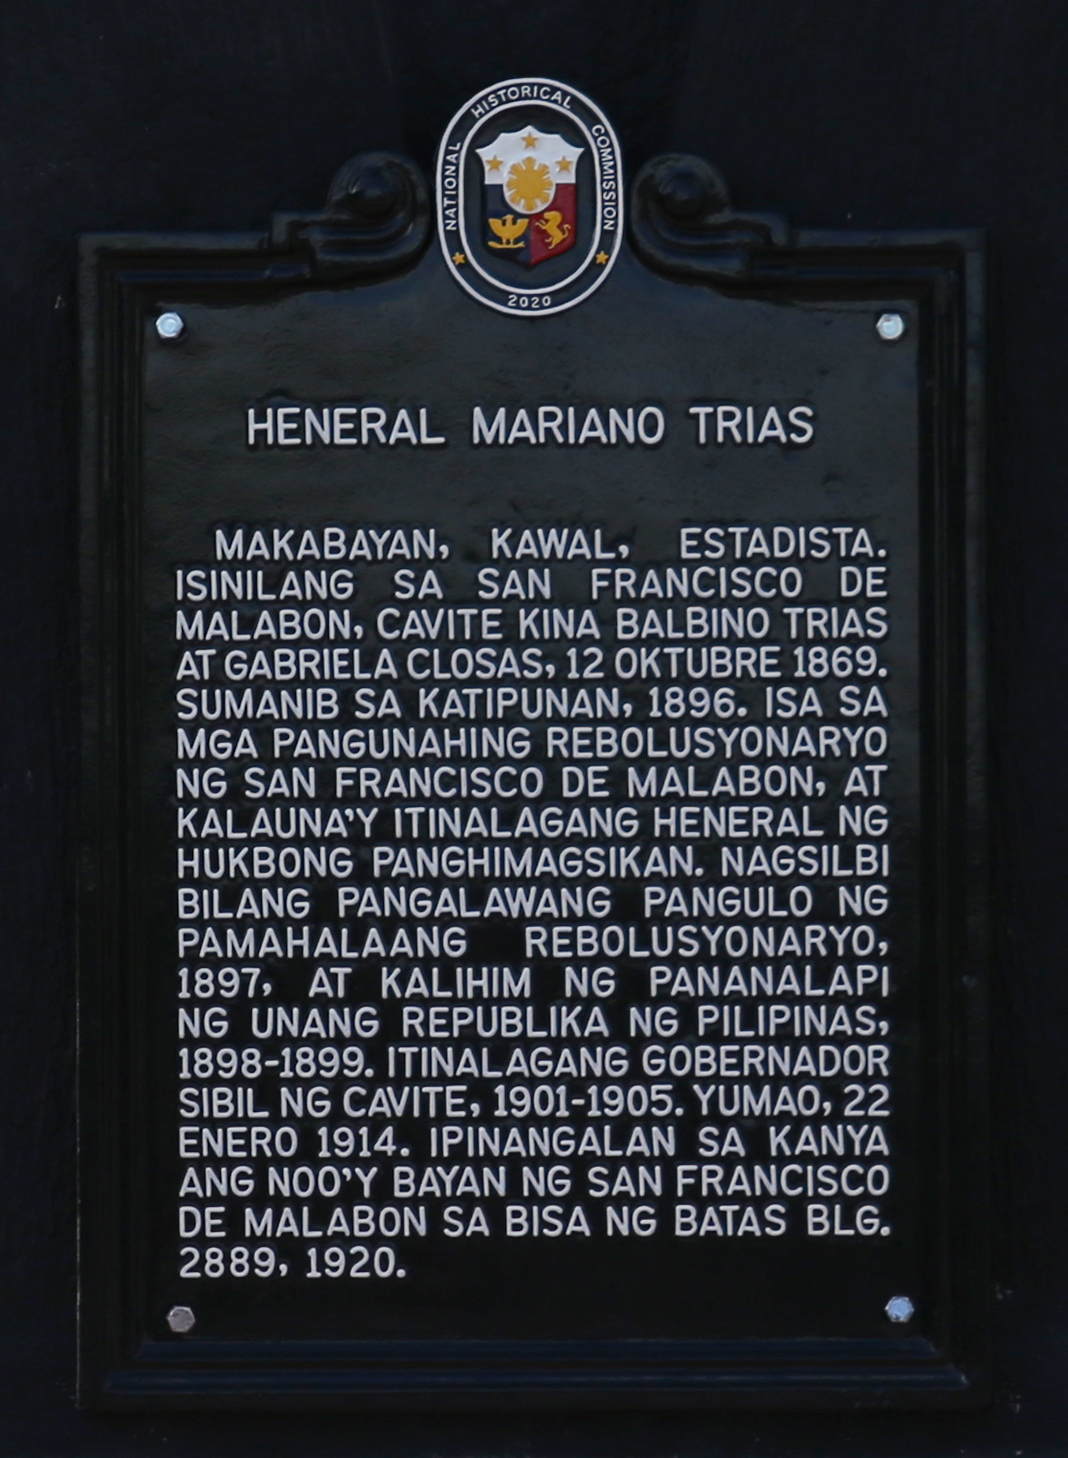 NATIONAL HISTORICAL COMMISSION
2020
HENERAL MARIANO TRIAS
MAKABAYAN, KAWAL, ESTADISTA.
ISINILANG SA SAN FRANCISCO DE
MALABON, CAVITE KINA BALBINO TRIAS
AT GABRIELA CLOSAS, 12 OKTUBRE 1869.
SUMANIB SA KATIPUNAN, 1896. ISA SA
MGA PANGUNAHING REBOLUSYONARYO
NG SAN FRANCISCO DE MALABON, AT
KALAUNA'Y ITINALAGANG HENERAL NG
HUKBONG PANGHIMAGSIKAN. NAGSILBI
BILANG PANGALAWANG PANGULO NG
PAMAHALAANG REBOLUSYONARYO,
1897, AT KALIHIM NG PANANALAPI
NG UNANG REPUBLIKA NG PILIPINAS,
1898-1899. ITINALAGANG GOBERNADOR
SIBIL NG CAVITE, 1901-1905. YUMAO, 22
ENERO 1914. IPINANGALAN SA KANYA
ANG NOO'Y BAYAN NG SAN FRANCISCO
DE MALABON SA BISA NG BATAS BLG.
2889, 1920.